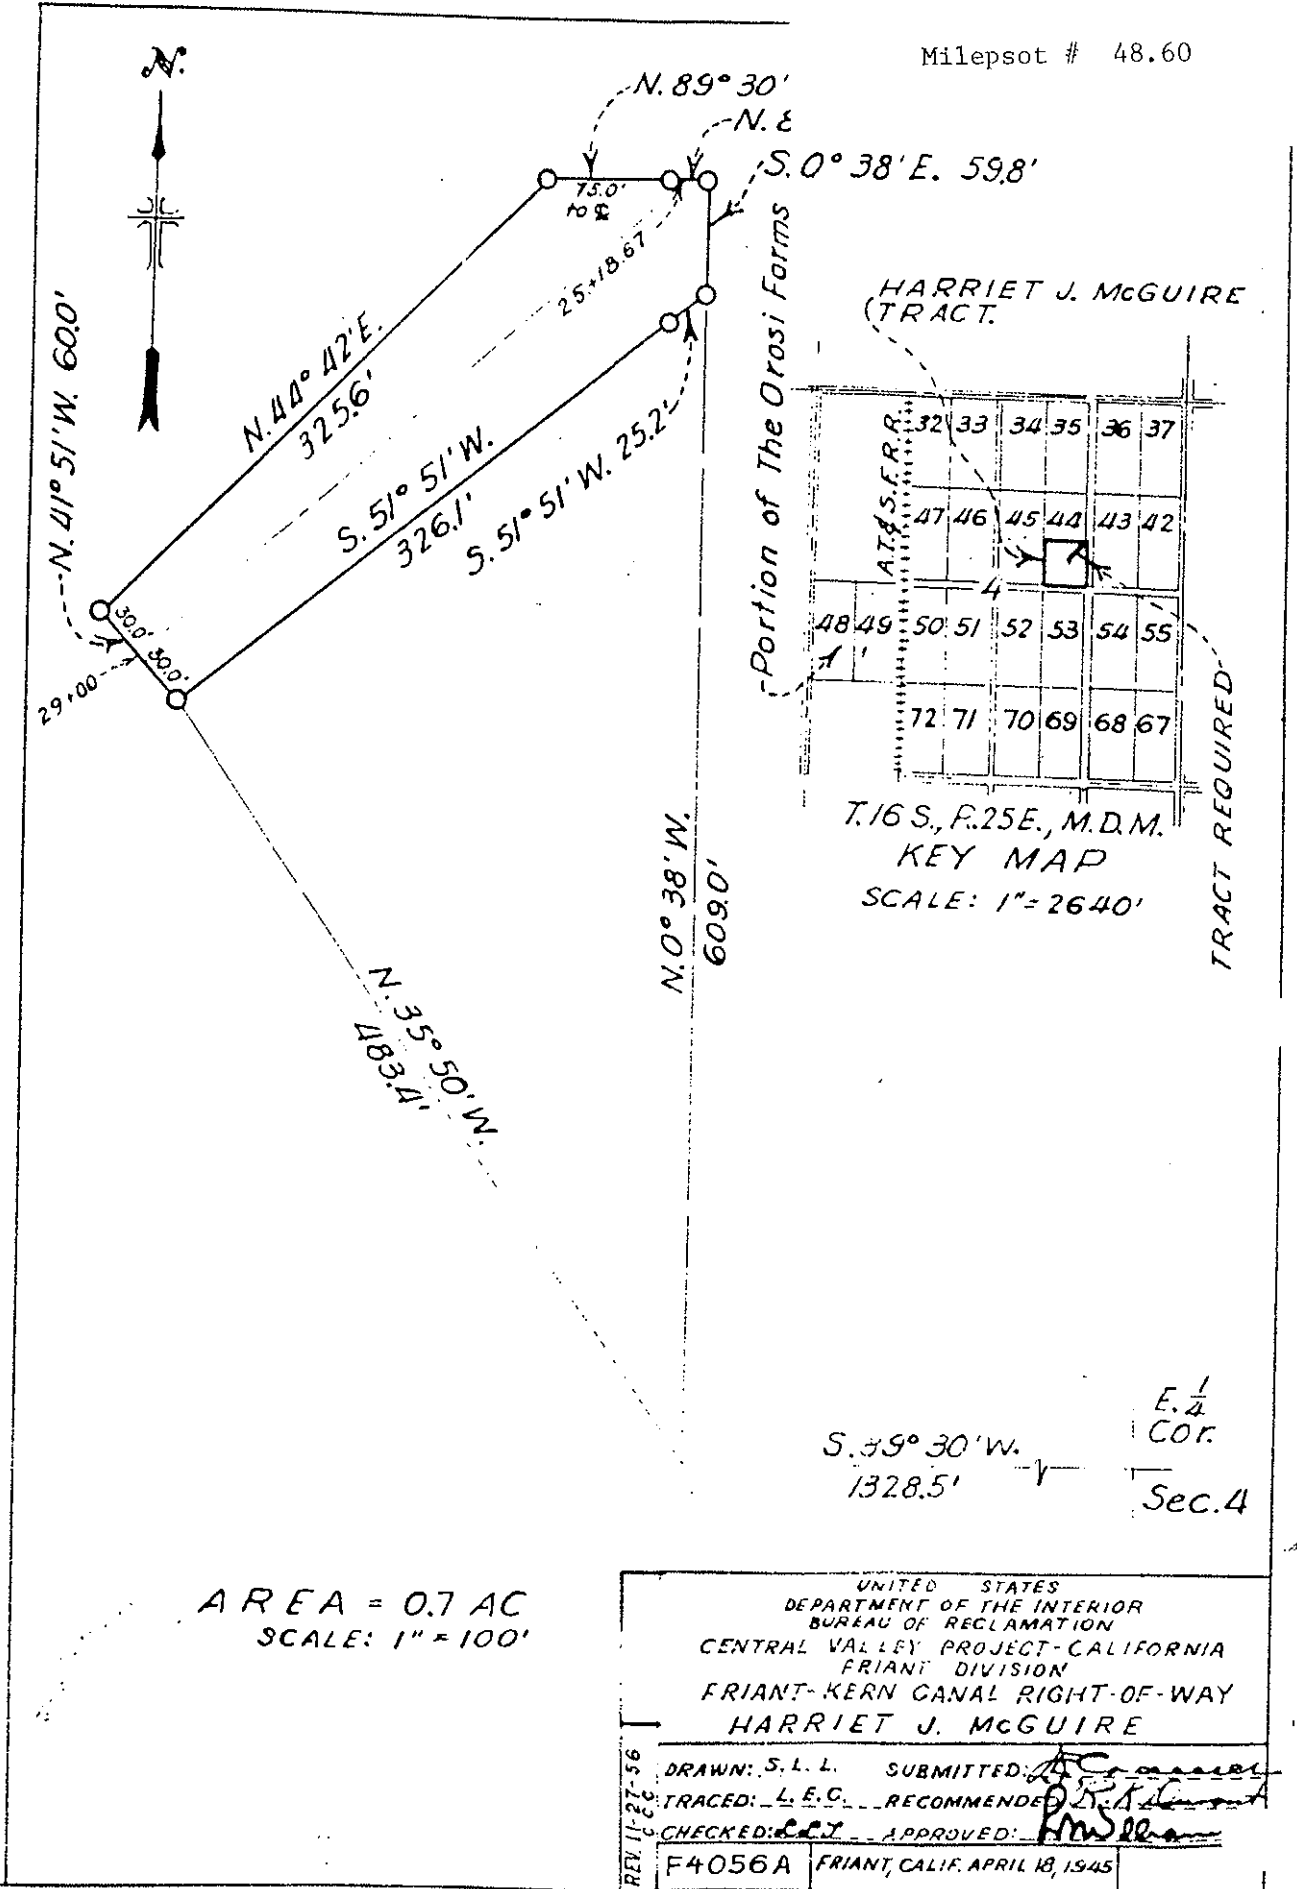 Milepsot # 48.60
N.
N. 89° 30'
N. 8
S. 0° 38' E. 59.8'
75.0'
to ℄
25+18.67
N. 44° 42' E.
325.6'
S. 51° 51' W.
326.1'
S. 51° 51' W. 25.2'
N. 41° 51' W. 60.0'
30.0'
30.0'
29+00
Portion of The Orosi Farms
HARRIET J. McGUIRE
TRACT.
A.T.& S.F.R.R.
32 33 34 35 36 37
47 46 45 44 43 42
4
48 49 50 51 52 53 54 55
72 71 70 69 68 67
T. 16 S., R. 25 E., M. D. M.
KEY MAP
SCALE: 1" = 2640'
TRACT REQUIRED
N. 0° 38' W.
609.0'
N. 35° 50' W.
483.4'
E. 1/4
Cor.
S. 89° 30' W.
1328.5'
Sec. 4
AREA = 0.7 AC
SCALE: 1" = 100'
UNITED STATES
DEPARTMENT OF THE INTERIOR
BUREAU OF RECLAMATION
CENTRAL VALLEY PROJECT-CALIFORNIA
FRIANT DIVISION
FRIANT-KERN CANAL RIGHT-OF-WAY
HARRIET J. McGUIRE
REV. 11-27-56
C.C.C.
DRAWN: S. L. L. SUBMITTED:
TRACED: L. E. C. RECOMMENDED
CHECKED: APPROVED:
F4056A FRIANT, CALIF. APRIL 18, 1945